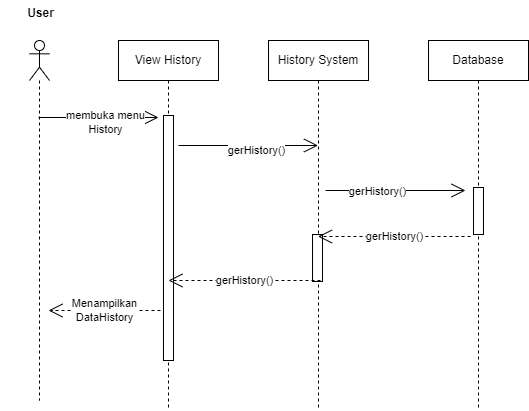 User
View History
History System
Database
membuka menu
History
gerHistory()
gerHistory()
gerHistory()
gerHistory()
Menampilkan
DataHistory